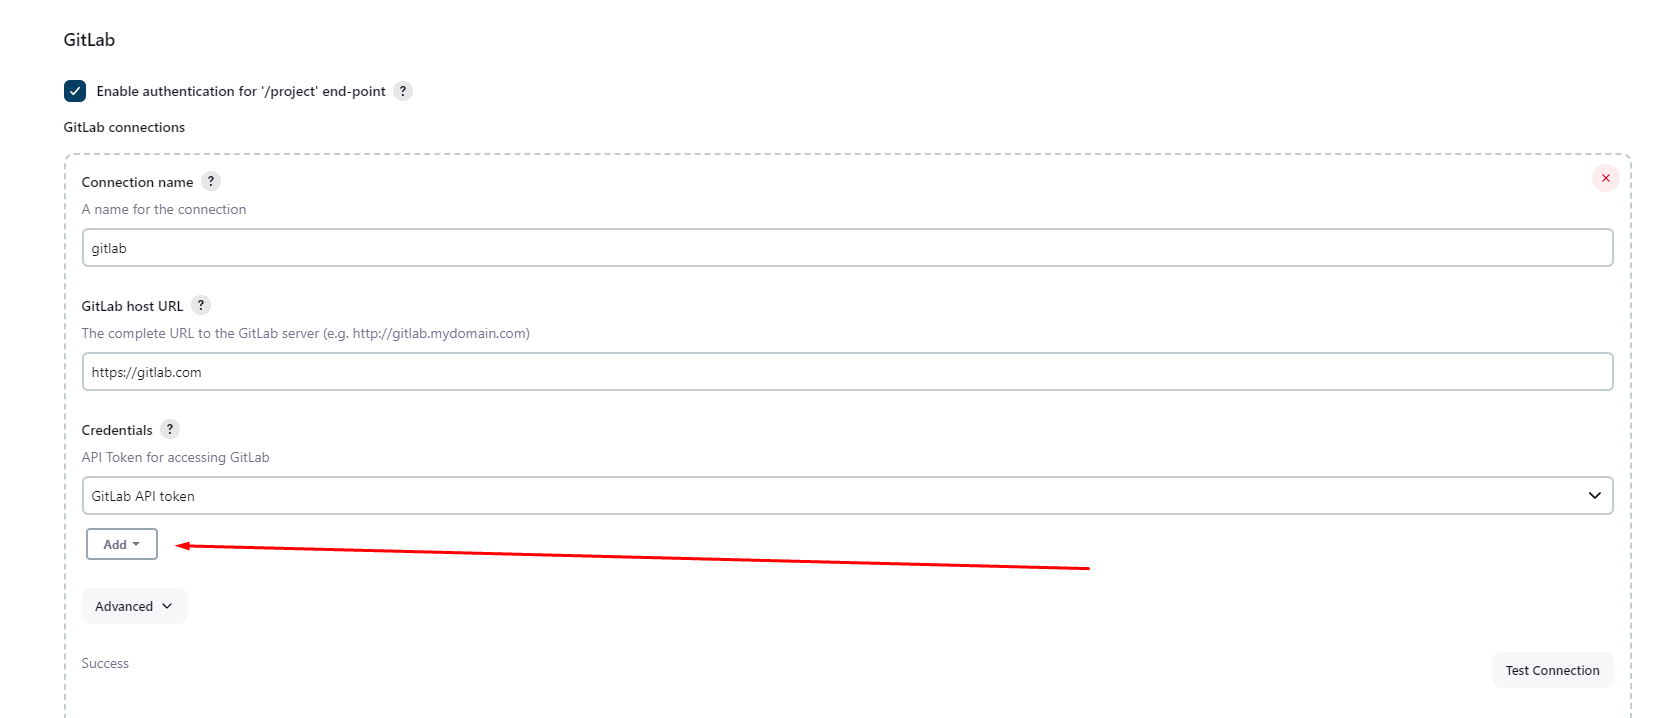 GitLab
Enable authentication for '/project' end-point ?
GitLab connections
Connection name ?
A name for the connection
gitlab
GitLab host URL ?
The complete URL to the GitLab server (e.g. http://gitlab.mydomain.com)
https://gitlab.com
Credentials ?
API Token for accessing GitLab
GitLab API token
Add
Advanced
Success
Test Connection